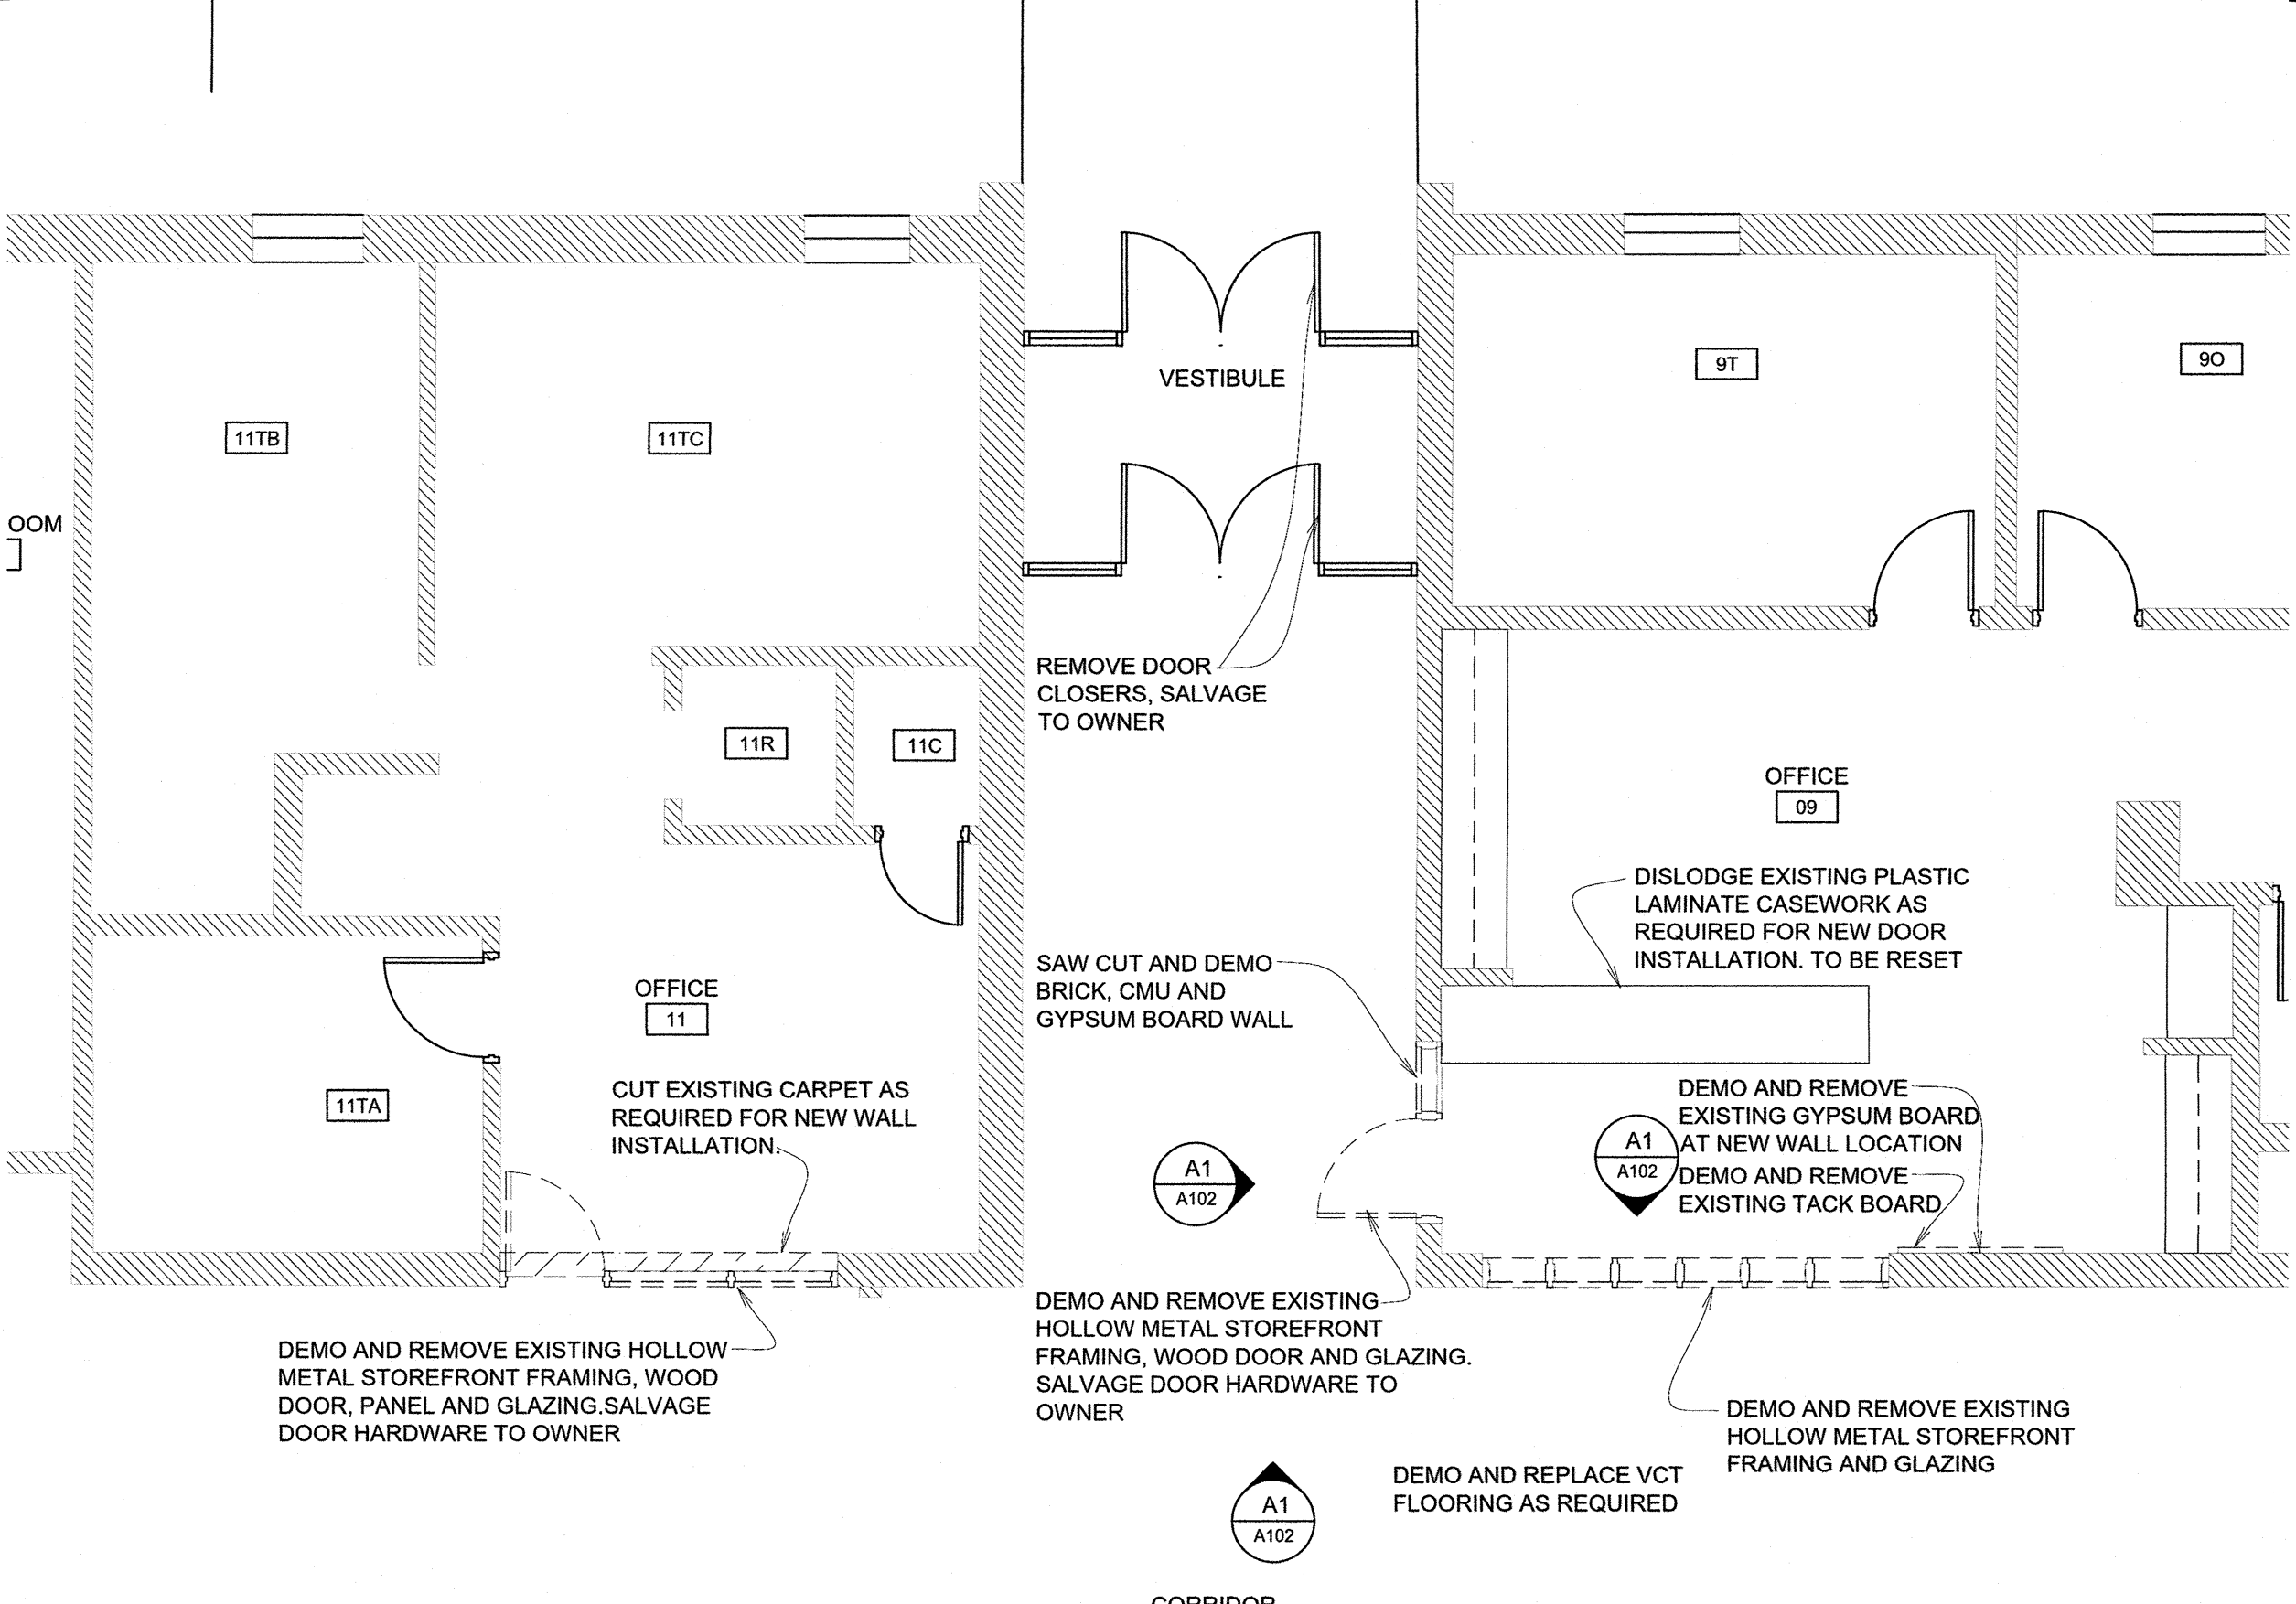 VESTIBULE
9T
9O
11TB
11TC
OOM
REMOVE DOOR
CLOSERS, SALVAGE
TO OWNER
11R
11C
OFFICE
09
DISLODGE EXISTING PLASTIC
LAMINATE CASEWORK AS
REQUIRED FOR NEW DOOR
INSTALLATION. TO BE RESET
SAW CUT AND DEMO
BRICK, CMU AND
GYPSUM BOARD WALL
OFFICE
11
CUT EXISTING CARPET AS
REQUIRED FOR NEW WALL
INSTALLATION.
11TA
DEMO AND REMOVE
EXISTING GYPSUM BOARD
AT NEW WALL LOCATION
DEMO AND REMOVE
EXISTING TACK BOARD
A1
A102
A1
A102
DEMO AND REMOVE EXISTING HOLLOW
METAL STOREFRONT FRAMING, WOOD
DOOR, PANEL AND GLAZING.SALVAGE
DOOR HARDWARE TO OWNER
DEMO AND REMOVE EXISTING
HOLLOW METAL STOREFRONT
FRAMING, WOOD DOOR AND GLAZING.
SALVAGE DOOR HARDWARE TO
OWNER
DEMO AND REMOVE EXISTING
HOLLOW METAL STOREFRONT
FRAMING AND GLAZING
DEMO AND REPLACE VCT
FLOORING AS REQUIRED
A1
A102
CORRIDOR